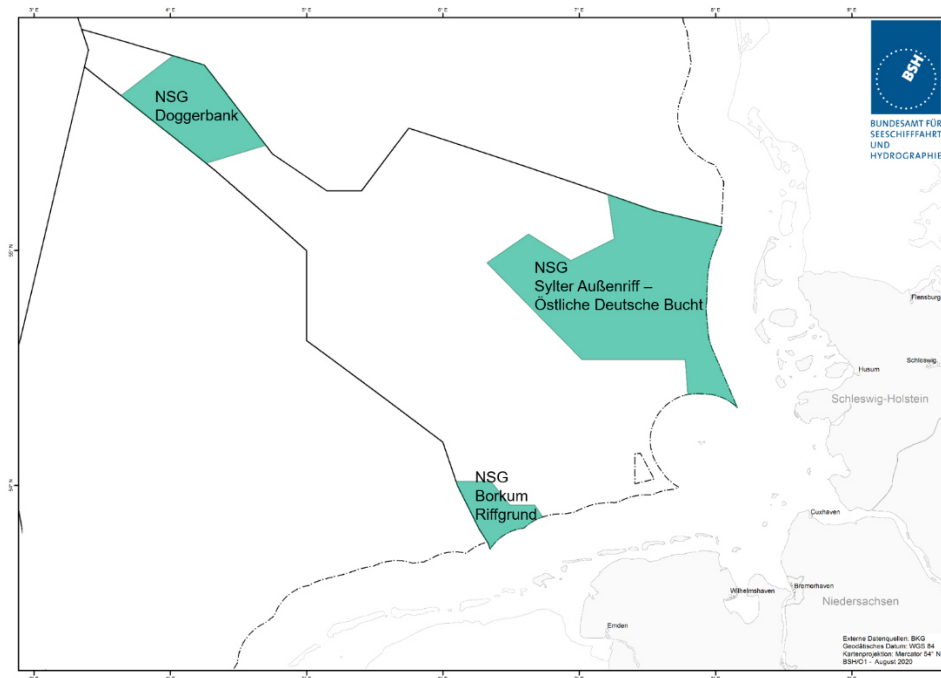 3° E
4° E
5° E
6° E
7° E
8° E
9° E
BSH
BUNDESAMT FÜR
SEESCHIFFFAHRT
UND
HYDROGRAPHIE
NSG
Doggerbank
55° N
NSG
Sylter Außenriff –
Östliche Deutsche Bucht
Flensburg
Schleswig
Husum
Schleswig-Holstein
54° N
NSG
Borkum
Riffgrund
Cuxhaven
Wilhelmshaven
Bremerhaven
Niedersachsen
Emden
Externe Datenquellen: BKG
Geodätisches Datum: WGS 84
Kartenprojektion: Mercator 54° N
BSH/O1 - August 2020